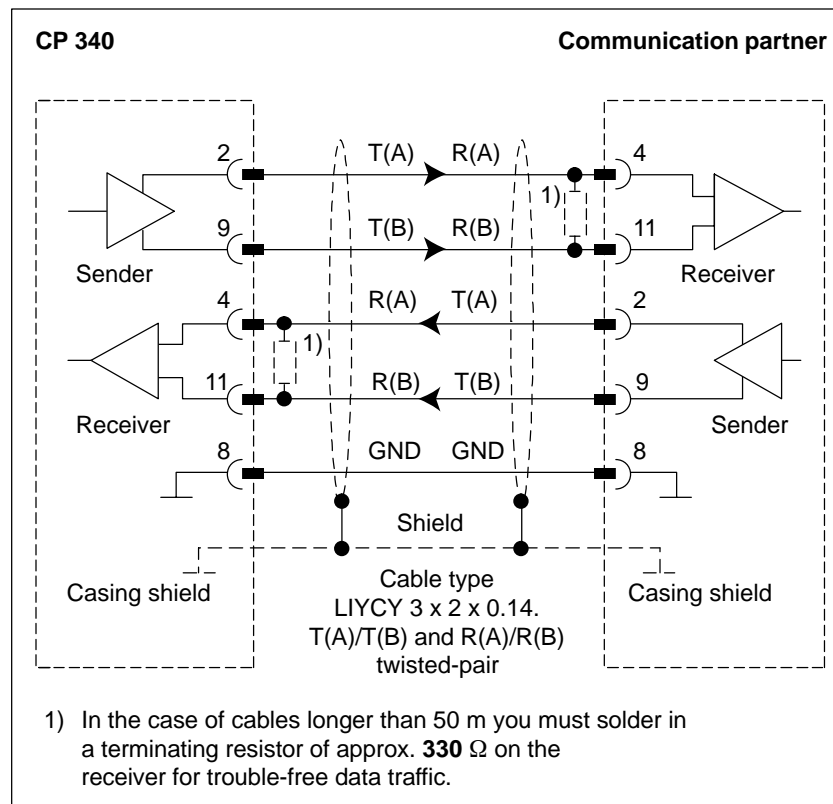 CP 340 Communication partner
2 T(A) R(A) 4
1)
9 T(B) R(B) 11
Sender Receiver
4 R(A) T(A) 2
1)
11 R(B) T(B) 9
Receiver Sender
8 GND GND 8
Shield
Casing shield Casing shield
Cable type
LIYCY 3 x 2 x 0.14.
T(A)/T(B) and R(A)/R(B)
twisted-pair
1) In the case of cables longer than 50 m you must solder in
a terminating resistor of approx. 330 Ω on the
receiver for trouble-free data traffic.